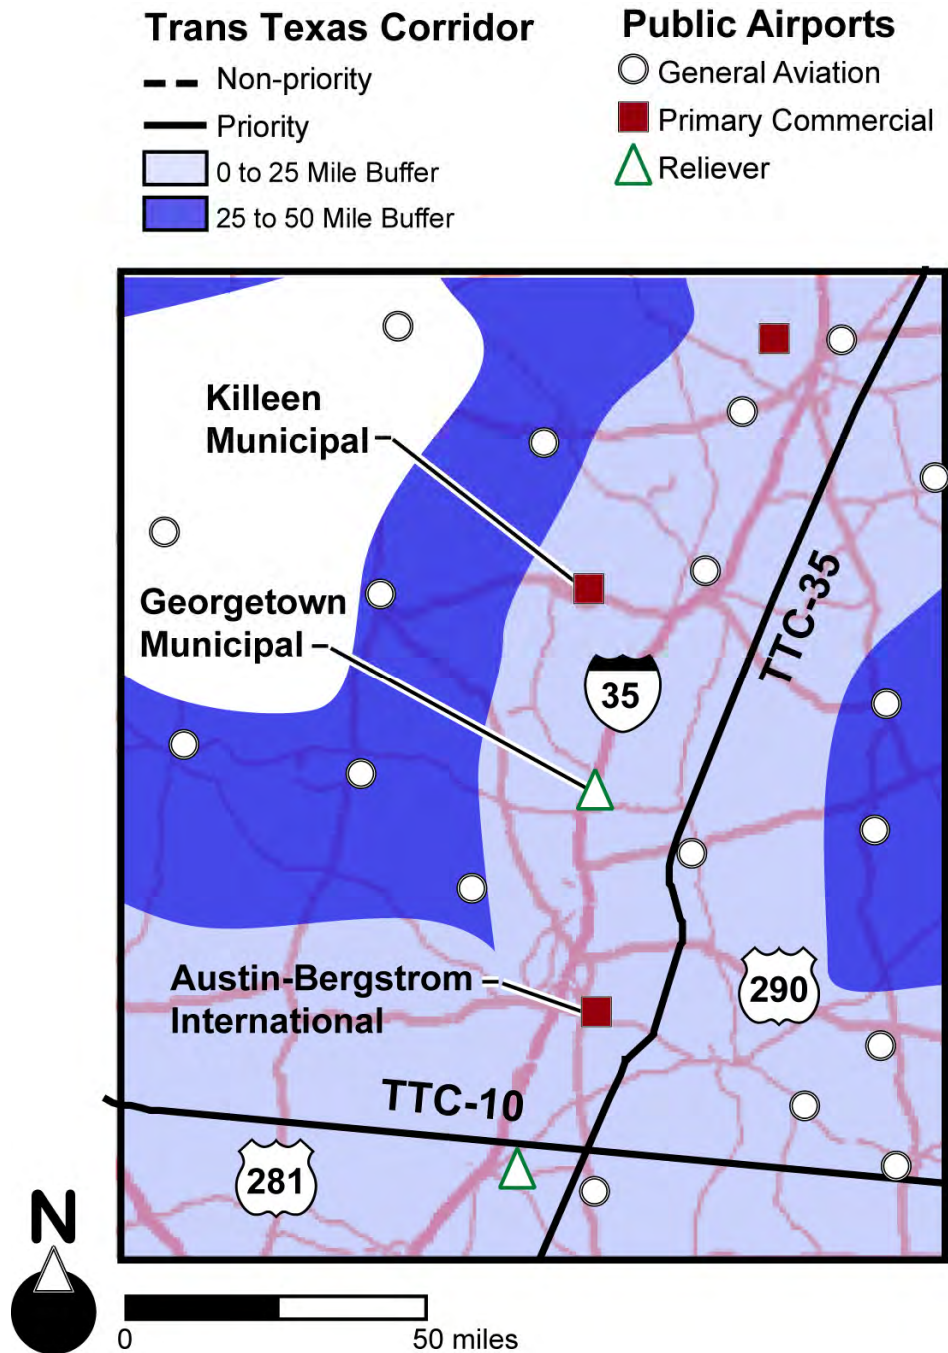 Trans Texas Corridor
Non-priority
Priority
0 to 25 Mile Buffer
25 to 50 Mile Buffer
Public Airports
General Aviation
Primary Commercial
Reliever
Killeen
Municipal
Georgetown
Municipal
35
TTC-35
Austin-Bergstrom
International
290
TTC-10
281
N
0
50 miles